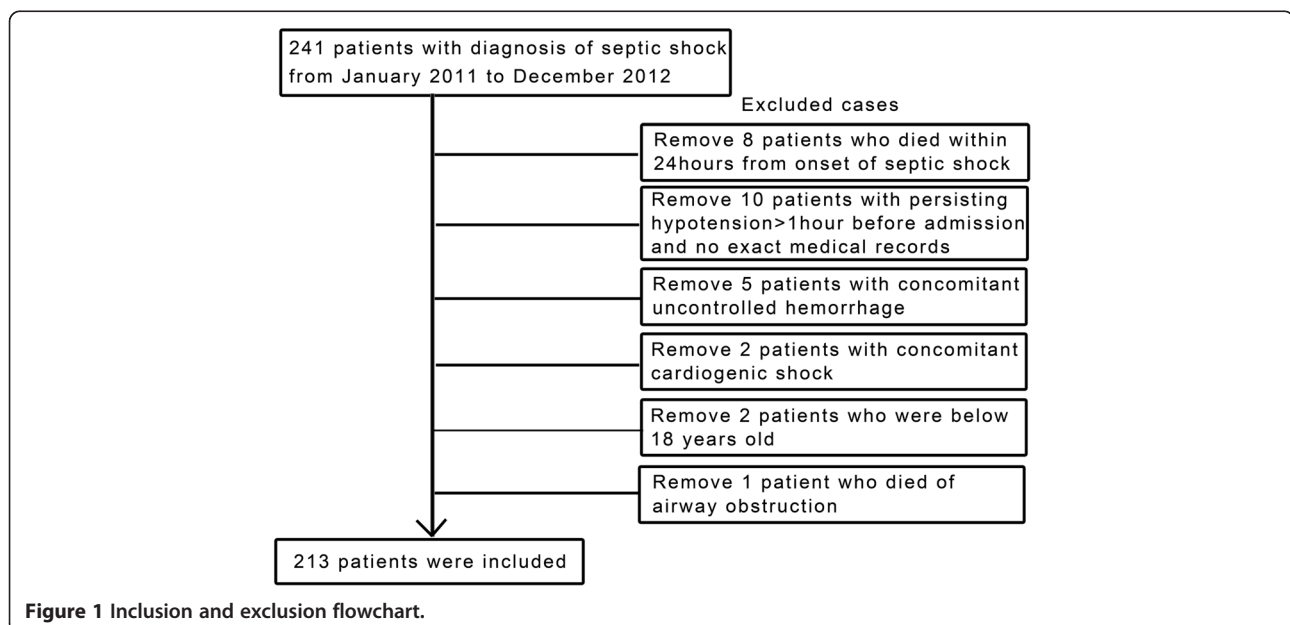 241 patients with diagnosis of septic shock
from January 2011 to December 2012
Excluded cases
Remove 8 patients who died within
24hours from onset of septic shock
Remove 10 patients with persisting
hypotension>1hour before admission
and no exact medical records
Remove 5 patients with concomitant
uncontrolled hemorrhage
Remove 2 patients with concomitant
cardiogenic shock
Remove 2 patients who were below
18 years old
Remove 1 patient who died of
airway obstruction
213 patients were included
Figure 1 Inclusion and exclusion flowchart.